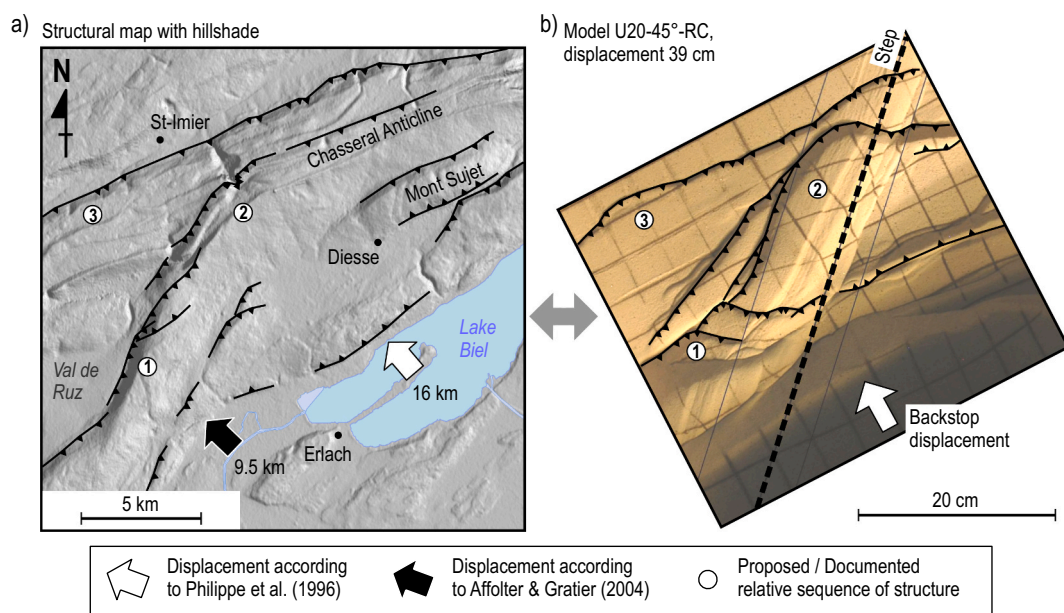 a)
Structural map with hillshade
N
St-Imier
Chasseral Anticline
Mont Sujet
3
2
Diesse
Lake
Biel
1
Val de
Ruz
16 km
9.5 km
Erlach
5 km
b)
Model U20-45°-RC,
displacement 39 cm
Step
2
3
1
Backstop
displacement
20 cm
Displacement according
to Philippe et al. (1996)
Displacement according
to Affolter & Gratier (2004)
Proposed / Documented
relative sequence of structure